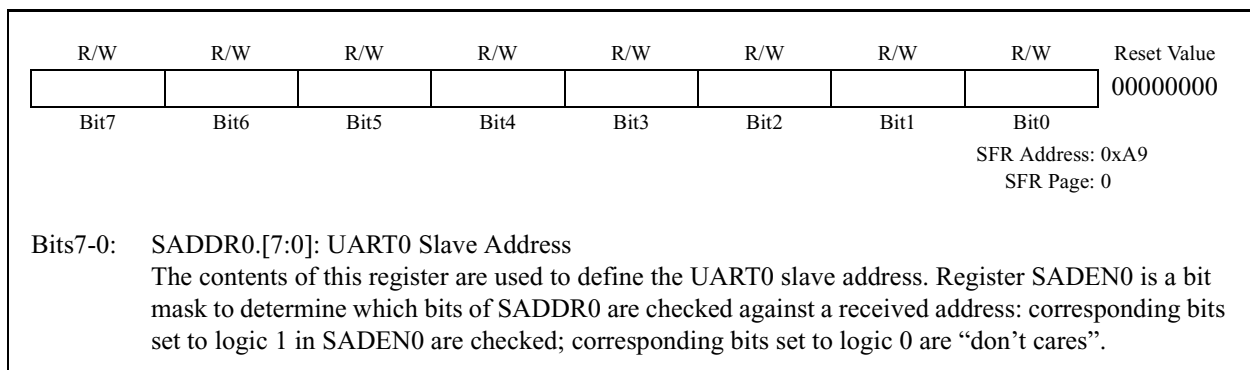 R/W R/W R/W R/W R/W R/W R/W R/W Reset Value
00000000
Bit7 Bit6 Bit5 Bit4 Bit3 Bit2 Bit1 Bit0
SFR Address: 0xA9
SFR Page: 0
Bits7-0: SADDR0.[7:0]: UART0 Slave Address
The contents of this register are used to define the UART0 slave address. Register SADEN0 is a bit
mask to determine which bits of SADDR0 are checked against a received address: corresponding bits
set to logic 1 in SADEN0 are checked; corresponding bits set to logic 0 are “don’t cares”.